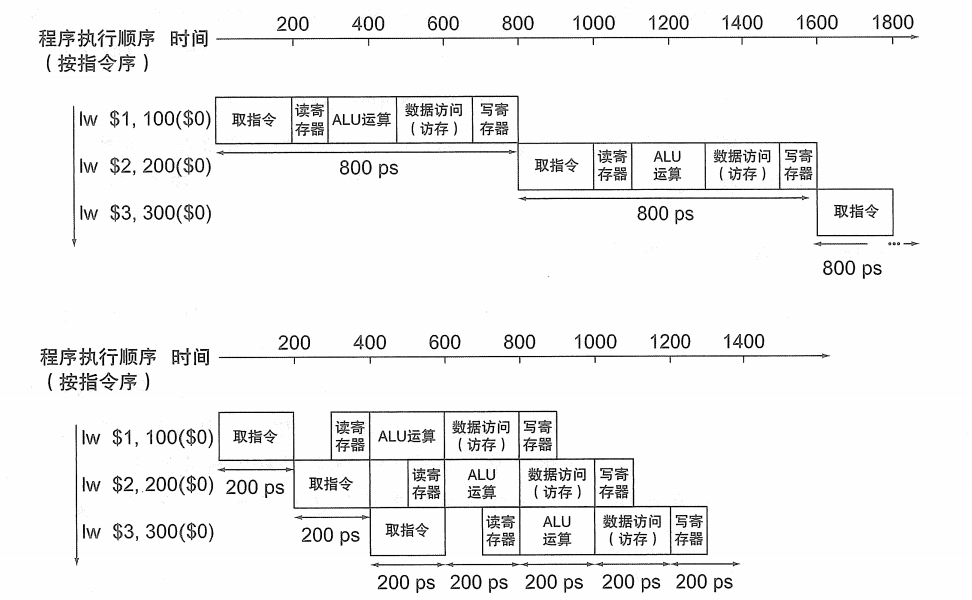 200 400 600 800 1000 1200 1400 1600 1800
程序执行顺序 时间
（按指令序）
lw $1, 100($0) 取指令 读寄存器 ALU运算 数据访问（访存） 写寄存器
800 ps
lw $2, 200($0) 取指令 读寄存器 ALU运算 数据访问（访存） 写寄存器
800 ps
lw $3, 300($0) 取指令
800 ps
200 400 600 800 1000 1200 1400
程序执行顺序 时间
（按指令序）
lw $1, 100($0) 取指令 读寄存器 ALU运算 数据访问（访存） 写寄存器
200 ps
lw $2, 200($0) 取指令 读寄存器 ALU运算 数据访问（访存） 写寄存器
200 ps
lw $3, 300($0) 取指令 读寄存器 ALU运算 数据访问（访存） 写寄存器
200 ps 200 ps 200 ps 200 ps 200 ps